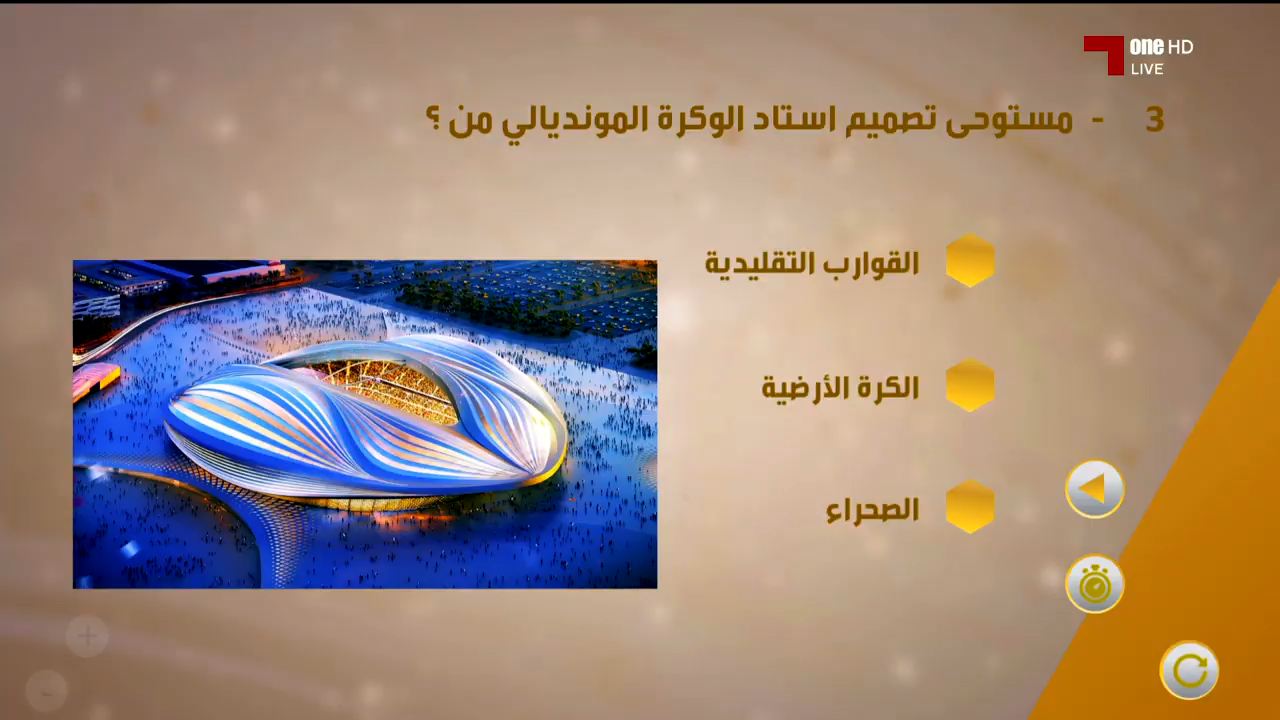 one HD
LIVE
3 - مستوحى تصميم استاد الوكرة المونديالي من ؟
القوارب التقليدية
الكرة الأرضية
الصحراء